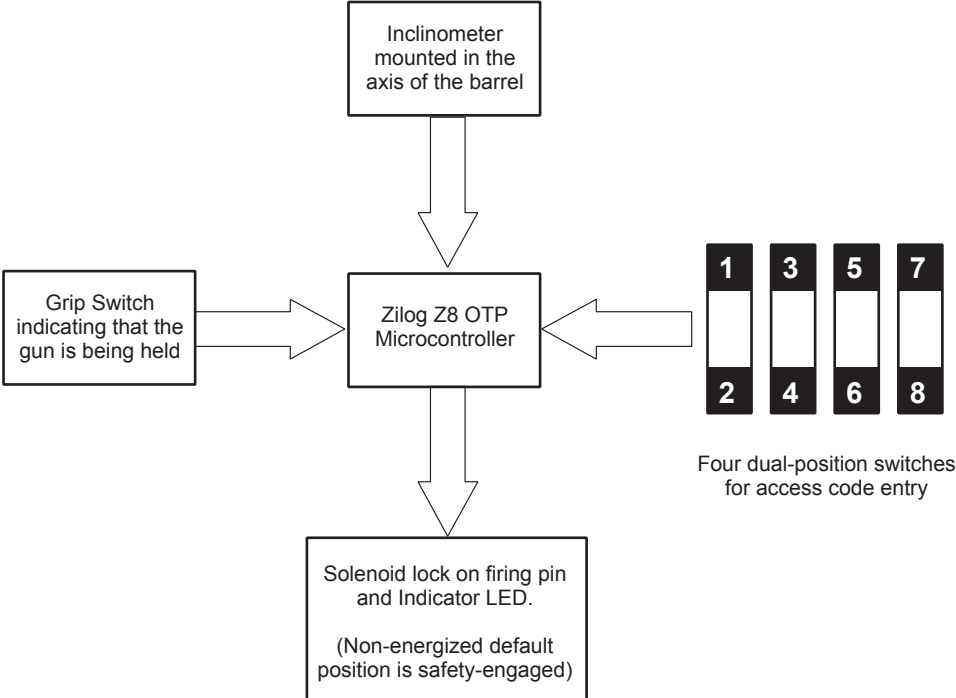 Inclinometer
mounted in the
axis of the barrel
Grip Switch
indicating that the
gun is being held
Zilog Z8 OTP
Microcontroller
1 3 5 7
2 4 6 8
Four dual-position switches
for access code entry
Solenoid lock on firing pin
and Indicator LED.
(Non-energized default
position is safety-engaged)